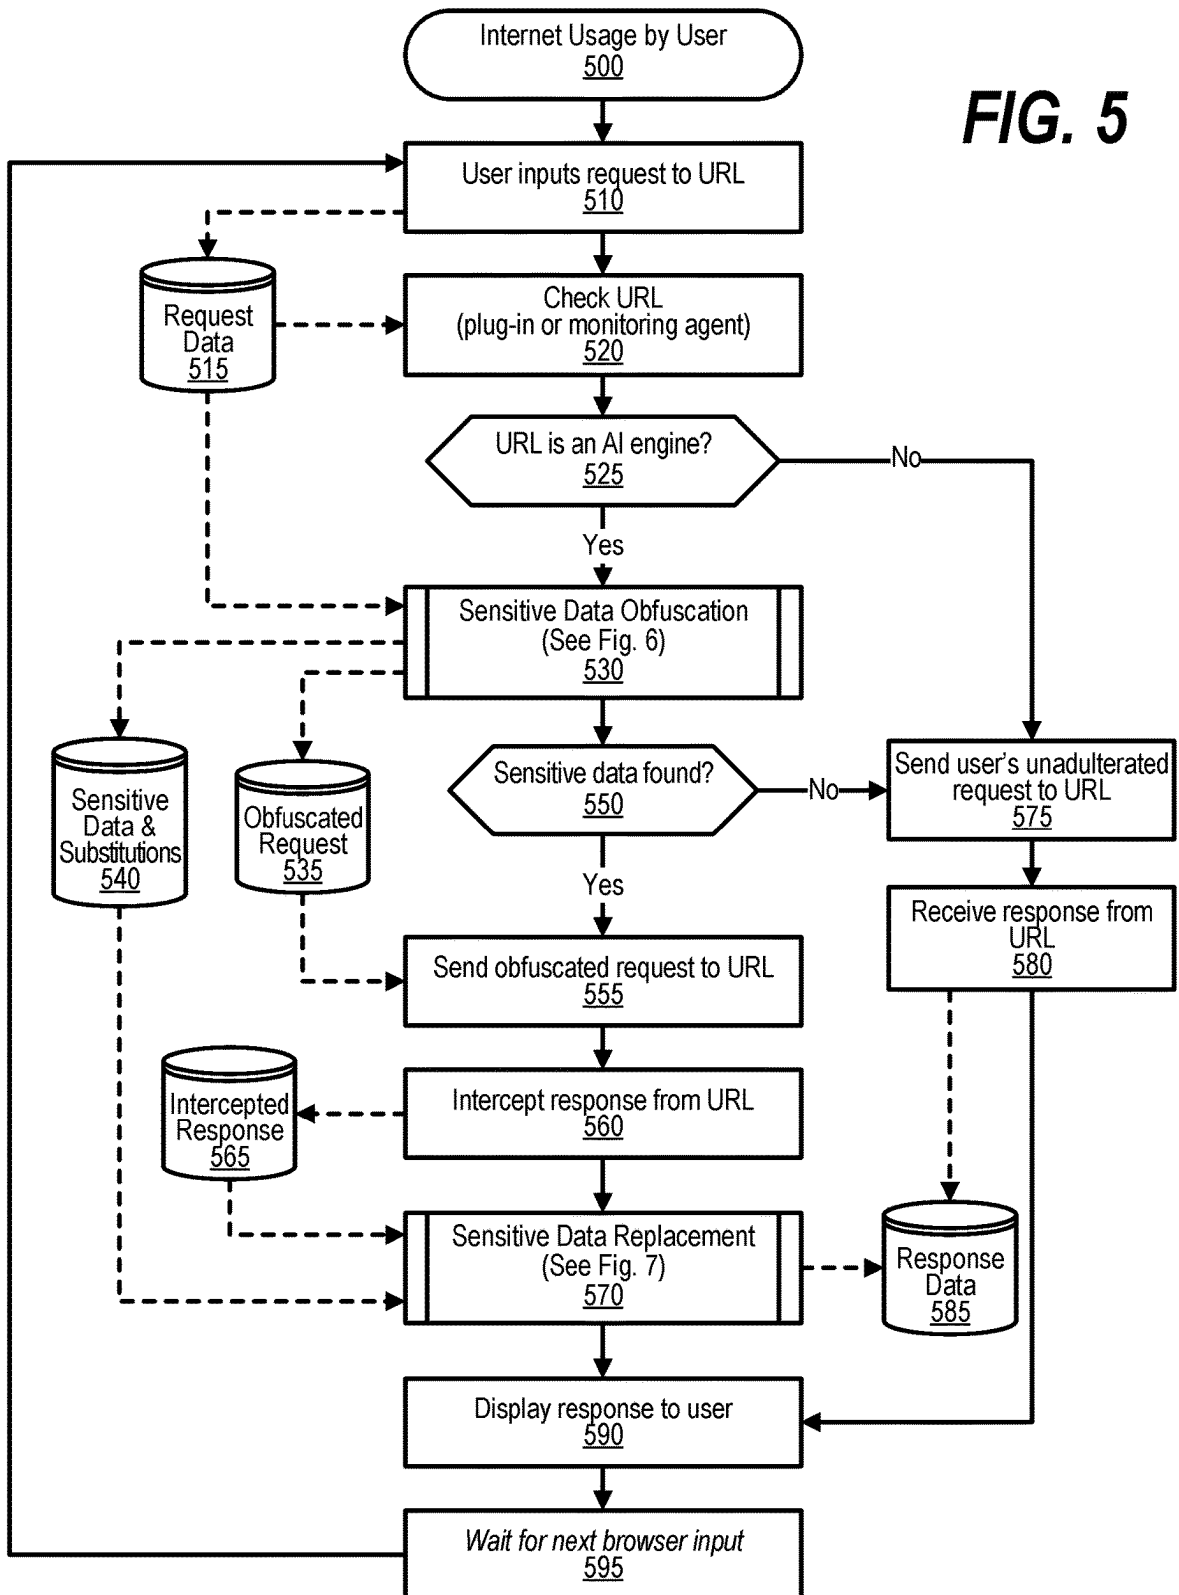 Internet Usage by User
500
FIG. 5
User inputs request to URL
510
Request
Data
515
Check URL
(plug-in or monitoring agent)
520
URL is an AI engine?
525
No
Yes
Sensitive Data Obfuscation
(See Fig. 6)
530
Sensitive
Data &
Substitutions
540
Obfuscated
Request
535
Sensitive data found?
550
No
Send user's unadulterated
request to URL
575
Yes
Receive response from
URL
580
Send obfuscated request to URL
555
Intercepted
Response
565
Intercept response from URL
560
Sensitive Data Replacement
(See Fig. 7)
570
Response
Data
585
Display response to user
590
Wait for next browser input
595